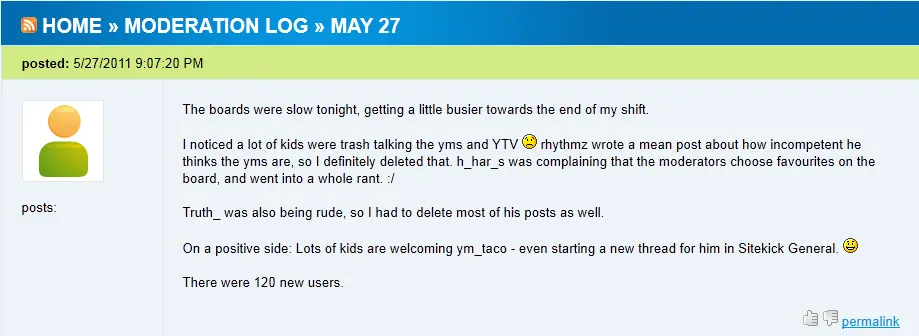 HOME » MODERATION LOG » MAY 27
posted: 5/27/2011 9:07:20 PM
The boards were slow tonight, getting a little busier towards the end of my shift.
I noticed a lot of kids were trash talking the yms and YTV rhythmz wrote a mean post about how incompetent he
thinks the yms are, so I definitely deleted that. h_har_s was complaining that the moderators choose favourites on the
board, and went into a whole rant. :/
posts:
Truth_ was also being rude, so I had to delete most of his posts as well.
On a positive side: Lots of kids are welcoming ym_taco - even starting a new thread for him in Sitekick General.
There were 120 new users.
permalink